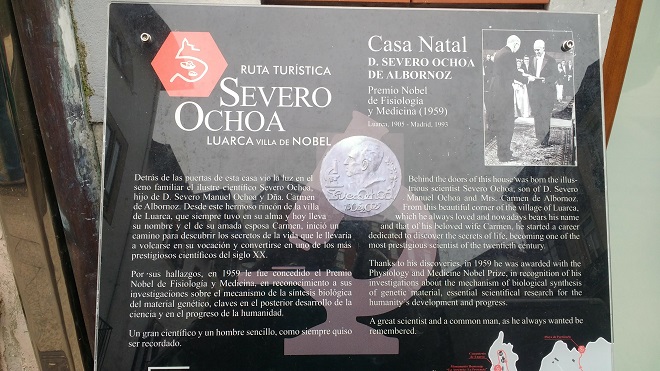 RUTA TURÍSTICA
SEVERO
OCHOA
LUARCA VILLA DE NOBEL
Casa Natal
D. SEVERO OCHOA
DE ALBORNOZ
Premio Nobel
de Fisiología
y Medicina (1959)
Luarca, 1905 - Madrid, 1993
Detrás de las puertas de esta casa vio la luz en el
seno familiar el ilustre científico Severo Ochoa,
hijo de D. Severo Manuel Ochoa y Dña. Carmen
de Albornoz. Desde este hermoso rincón de la villa
de Luarca, que siempre tuvo en su alma y hoy lleva
su nombre y el de su amada esposa Carmen, inició un
camino para descubrir los secretos de la vida que le llevaría
a volcarse en su vocación y convertirse en uno de los más
prestigiosos científicos del siglo XX.
Por sus hallazgos, en 1959 le fue concedido el Premio
Nobel de Fisiología y Medicina, en reconocimiento a sus
investigaciones sobre el mecanismo de la síntesis biológica
del material genético, claves en el posterior desarrollo de la
ciencia y en el progreso de la humanidad.
Un gran científico y un hombre sencillo, como siempre quiso
ser recordado.
Behind the doors of this house was born the illus-
trious scientist Severo Ochoa, son of D. Severo
Manuel Ochoa and Mrs. Carmen de Albornoz.
From this beautiful corner of the village of Luarca,
which he always loved and nowadays bears his name
and that of his beloved wife Carmen, he started a career
dedicated to discover the secrets of life, becoming one of the
most prestigious scientist of the twentieth century.
Thanks to his discoveries, in 1959 he was awarded with the
Physiology and Medicine Nobel Prize, in recognition of his
investigations about the mechanism of biological synthesis
of genetic material, essential scientific research for the
humanity's development and progress.
A great scientist and a common man, as he always wanted be
remembered.